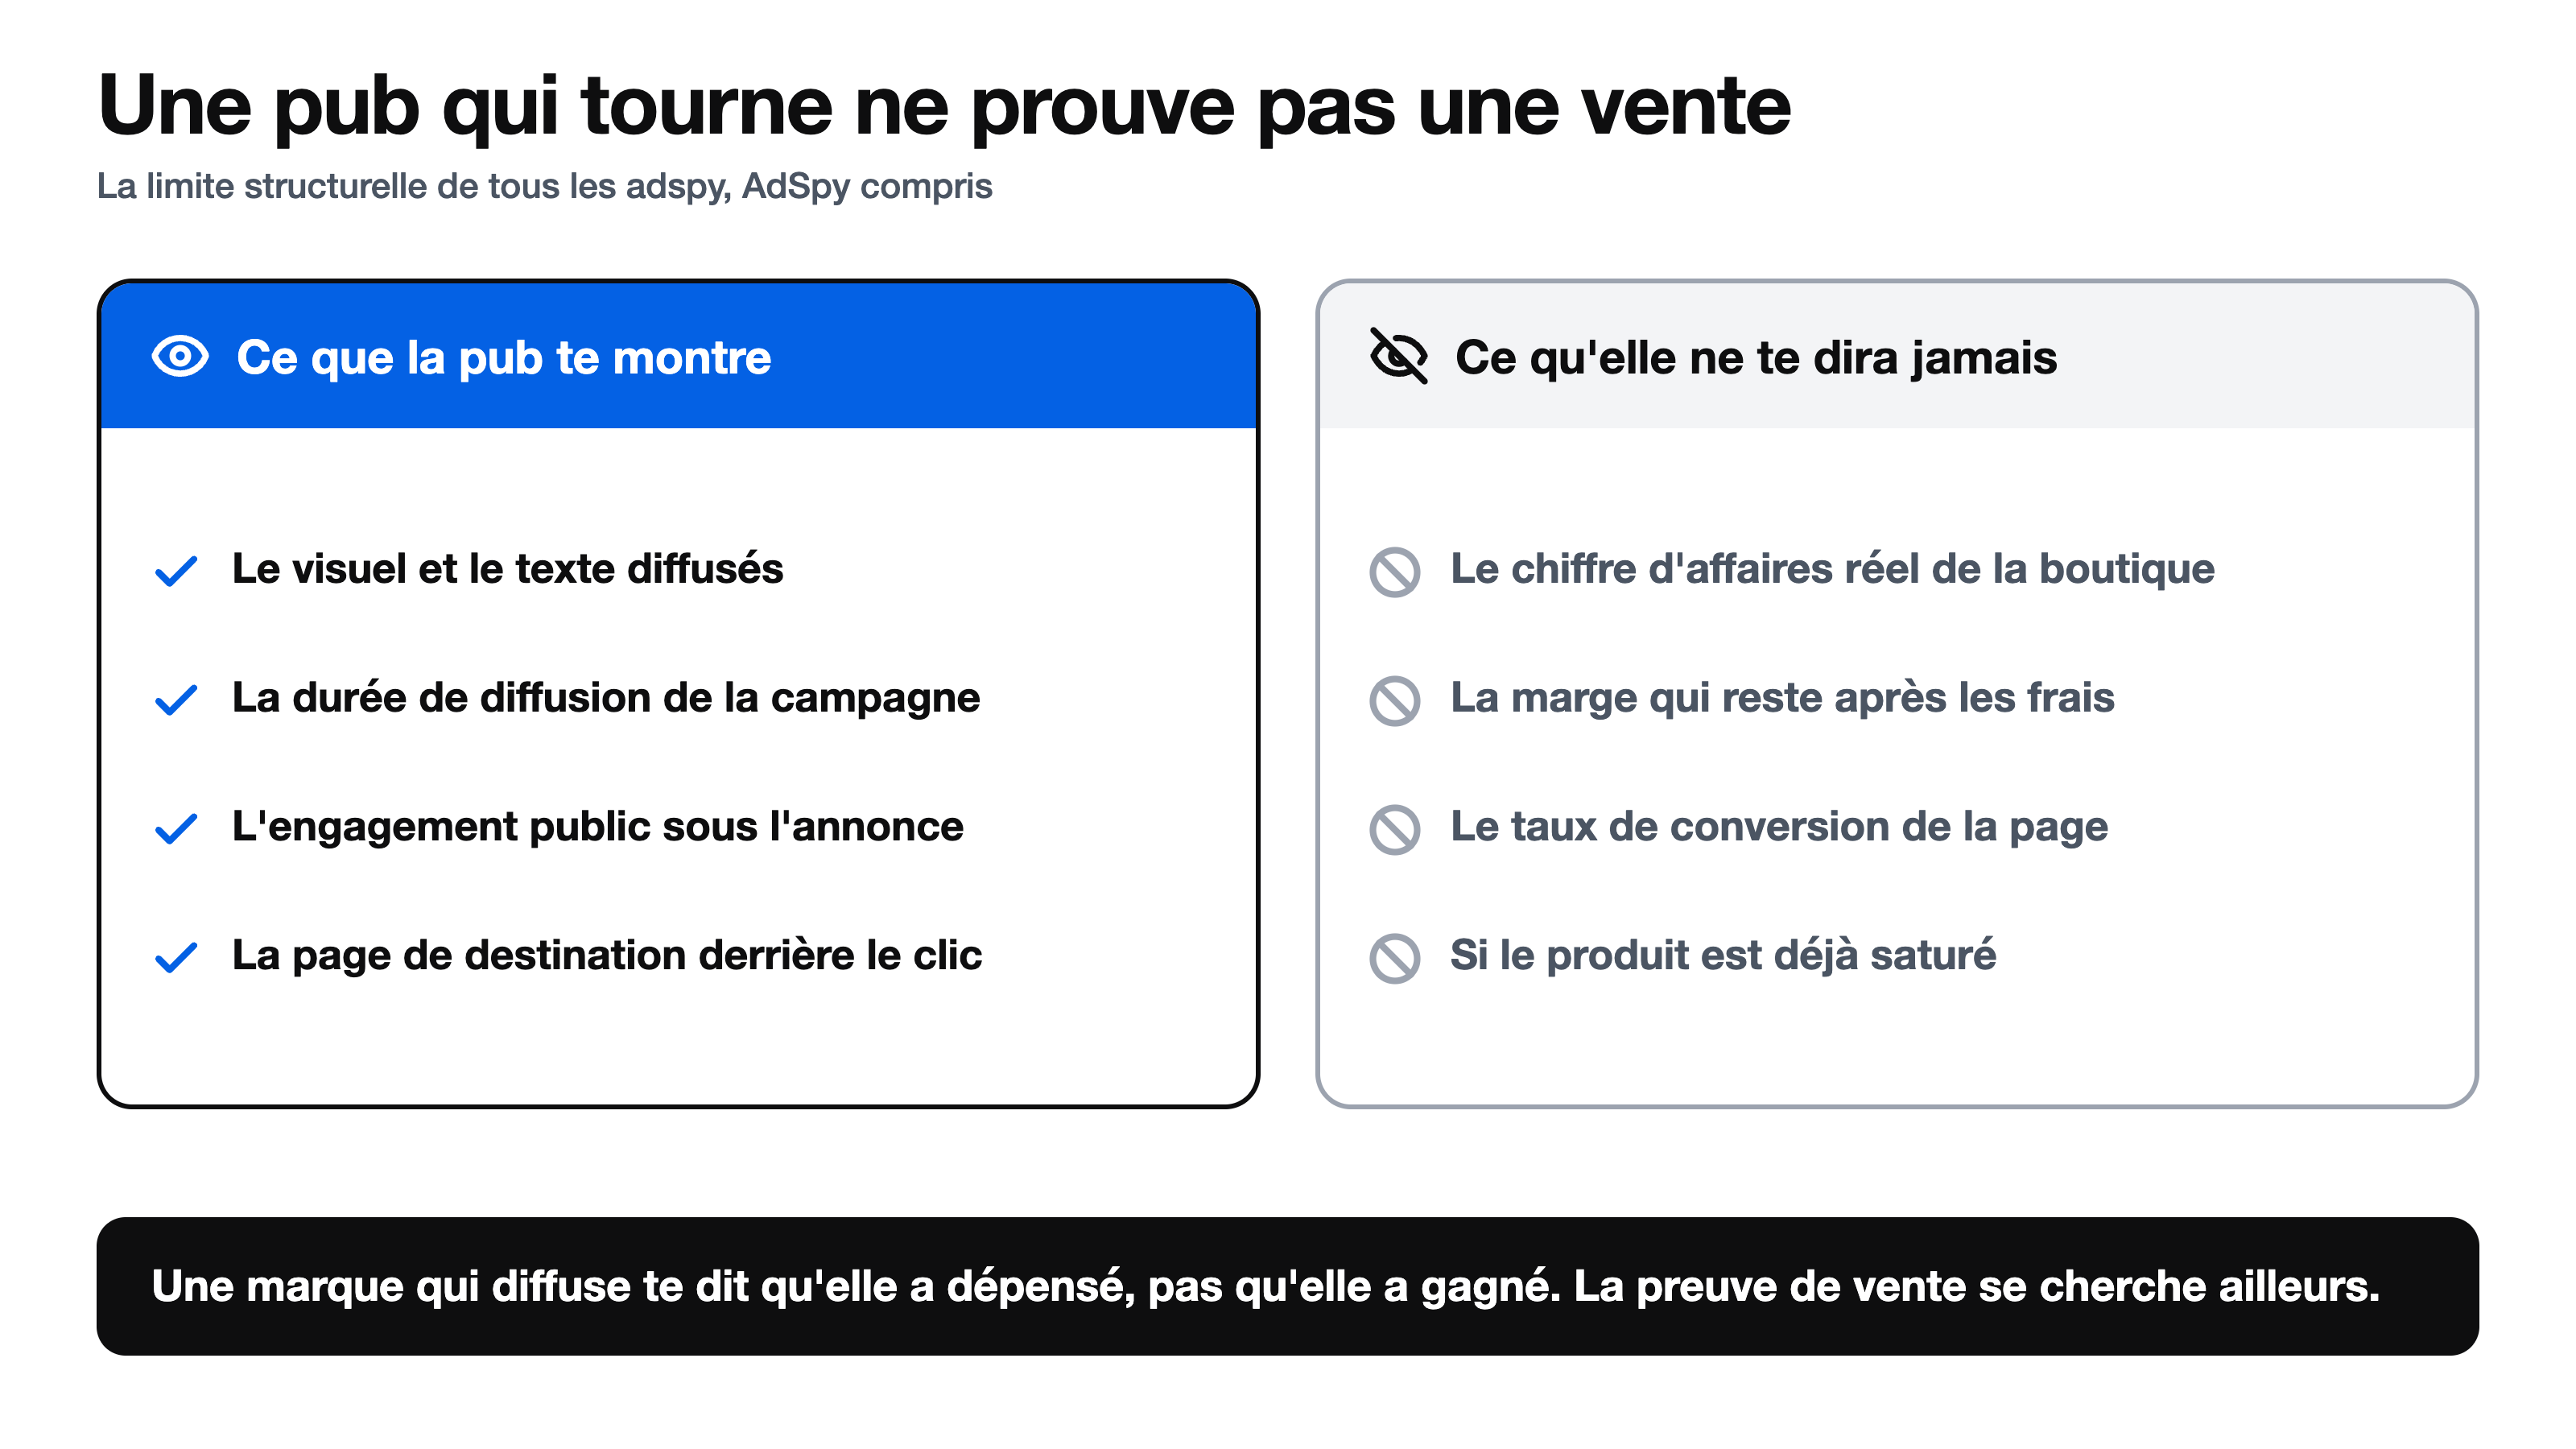 Une pub qui tourne ne prouve pas une vente
La limite structurelle de tous les adspy, AdSpy compris
Ce que la pub te montre
Le visuel et le texte diffusés
La durée de diffusion de la campagne
L'engagement public sous l'annonce
La page de destination derrière le clic
Ce qu'elle ne te dira jamais
Le chiffre d'affaires réel de la boutique
La marge qui reste après les frais
Le taux de conversion de la page
Si le produit est déjà saturé
Une marque qui diffuse te dit qu'elle a dépensé, pas qu'elle a gagné. La preuve de vente se cherche ailleurs.